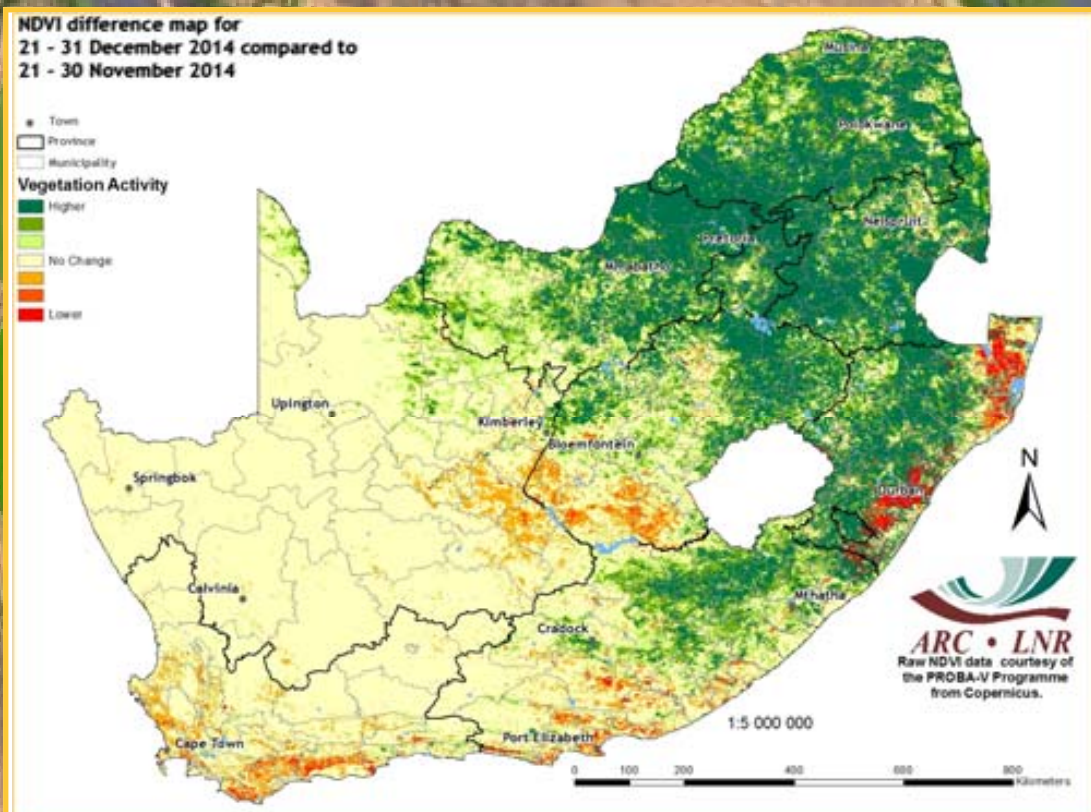 NDVI difference map for
21 - 31 December 2014 compared to
21 - 30 November 2014
Town
Province
Municipality
Vegetation Activity
Higher
No Change
Lower
Musina
Polokwane
Nelspruit
Pretoria
Mmabatho
Upington
Kimberley
Bloemfontein
Springbok
Durban
N
Calvinia
Mthatha
Cradock
ARC • LNR
Raw NDVI data courtesy of
the PROBA-V Programme
from Copernicus.
1:5 000 000
Cape Town
Port Elizabeth
0 100 200 400 600 800
Kilometers